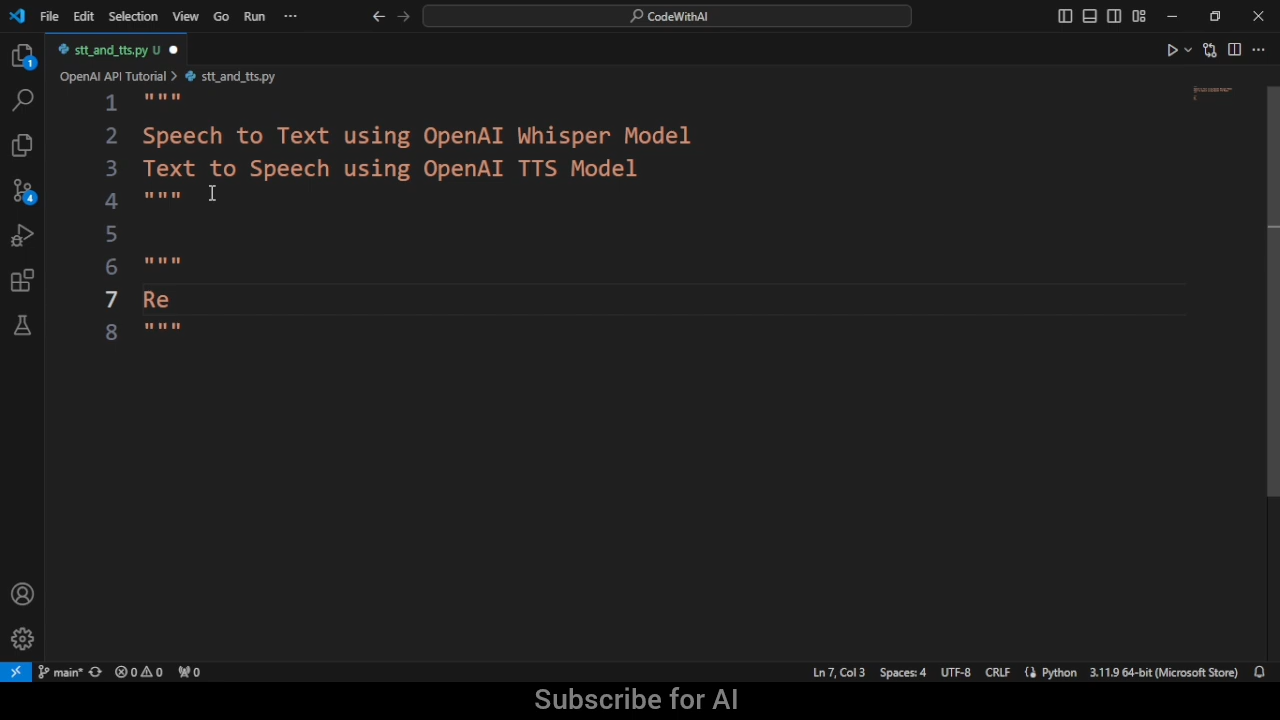 File Edit Selection View Go Run ··· CodeWithAI
stt_and_tts.py U
OpenAI API Tutorial > stt_and_tts.py
1 """
2 Speech to Text using OpenAI Whisper Model
3 Text to Speech using OpenAI TTS Model
4 """
5
6 """
7 Re
8 """
1
4
main* 0 0 0 Ln 7, Col 3 Spaces: 4 UTF-8 CRLF Python 3.11.9 64-bit (Microsoft Store)
Subscribe for AI